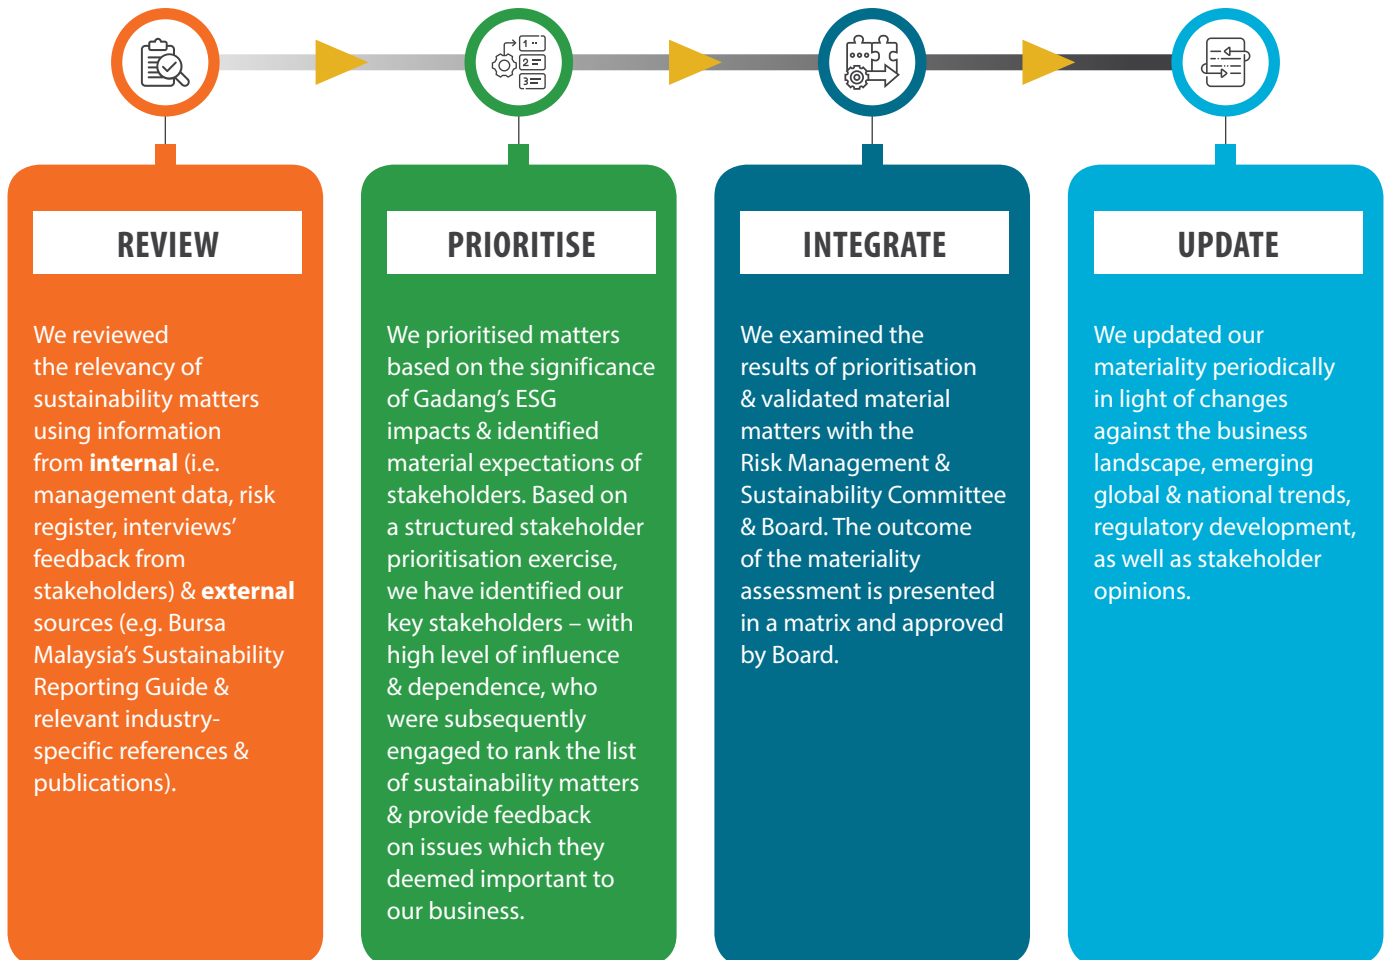 1
2
3
REVIEW
We reviewed
the relevancy of
sustainability matters
using information
from internal (i.e.
management data, risk
register, interviews’
feedback from
stakeholders) & external
sources (e.g. Bursa
Malaysia’s Sustainability
Reporting Guide &
relevant industry-
specific references &
publications).
PRIORITISE
We prioritised matters
based on the significance
of Gadang’s ESG
impacts & identified
material expectations of
stakeholders. Based on
a structured stakeholder
prioritisation exercise,
we have identified our
key stakeholders – with
high level of influence
& dependence, who
were subsequently
engaged to rank the list
of sustainability matters
& provide feedback
on issues which they
deemed important to
our business.
INTEGRATE
We examined the
results of prioritisation
& validated material
matters with the
Risk Management &
Sustainability Committee
& Board. The outcome
of the materiality
assessment is presented
in a matrix and approved
by Board.
UPDATE
We updated our
materiality periodically
in light of changes
against the business
landscape, emerging
global & national trends,
regulatory development,
as well as stakeholder
opinions.